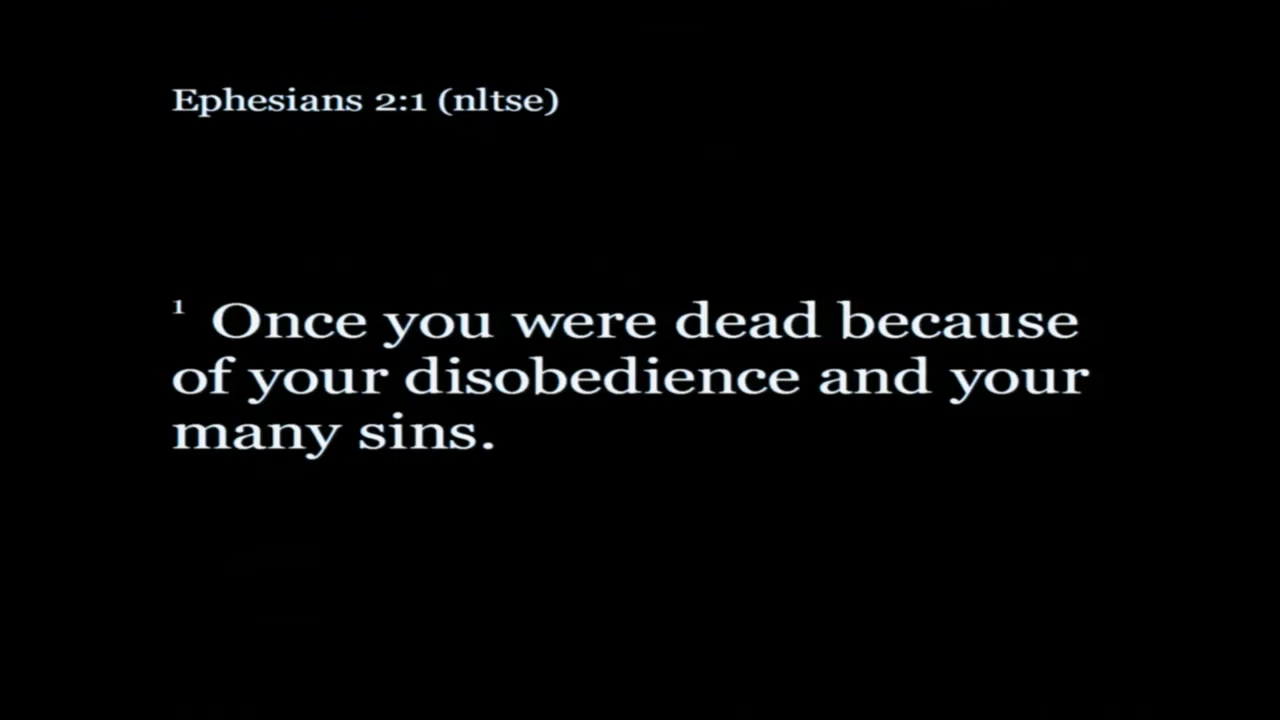 Ephesians 2:1 (nltse)
1 Once you were dead because
of your disobedience and your
many sins.